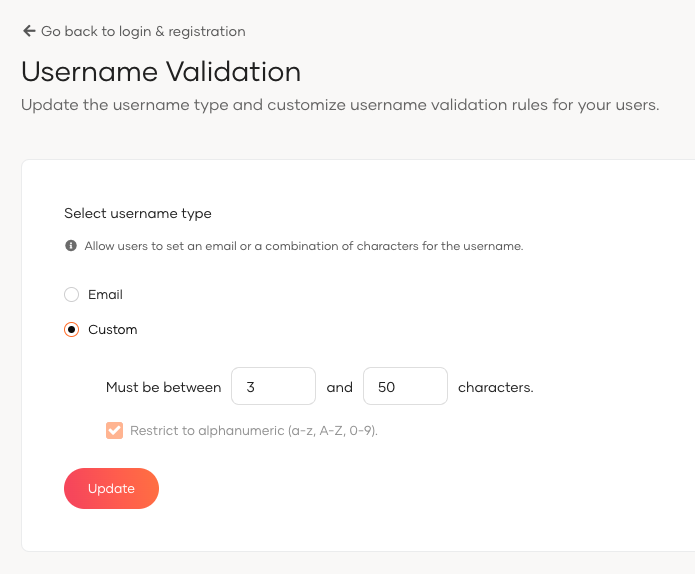 Go back to login & registration
Username Validation
Update the username type and customize username validation rules for your users.
Select username type
Allow users to set an email or a combination of characters for the username.
Email
Custom
Must be between 3 and 50 characters.
Restrict to alphanumeric (a-z, A-Z, 0-9).
Update